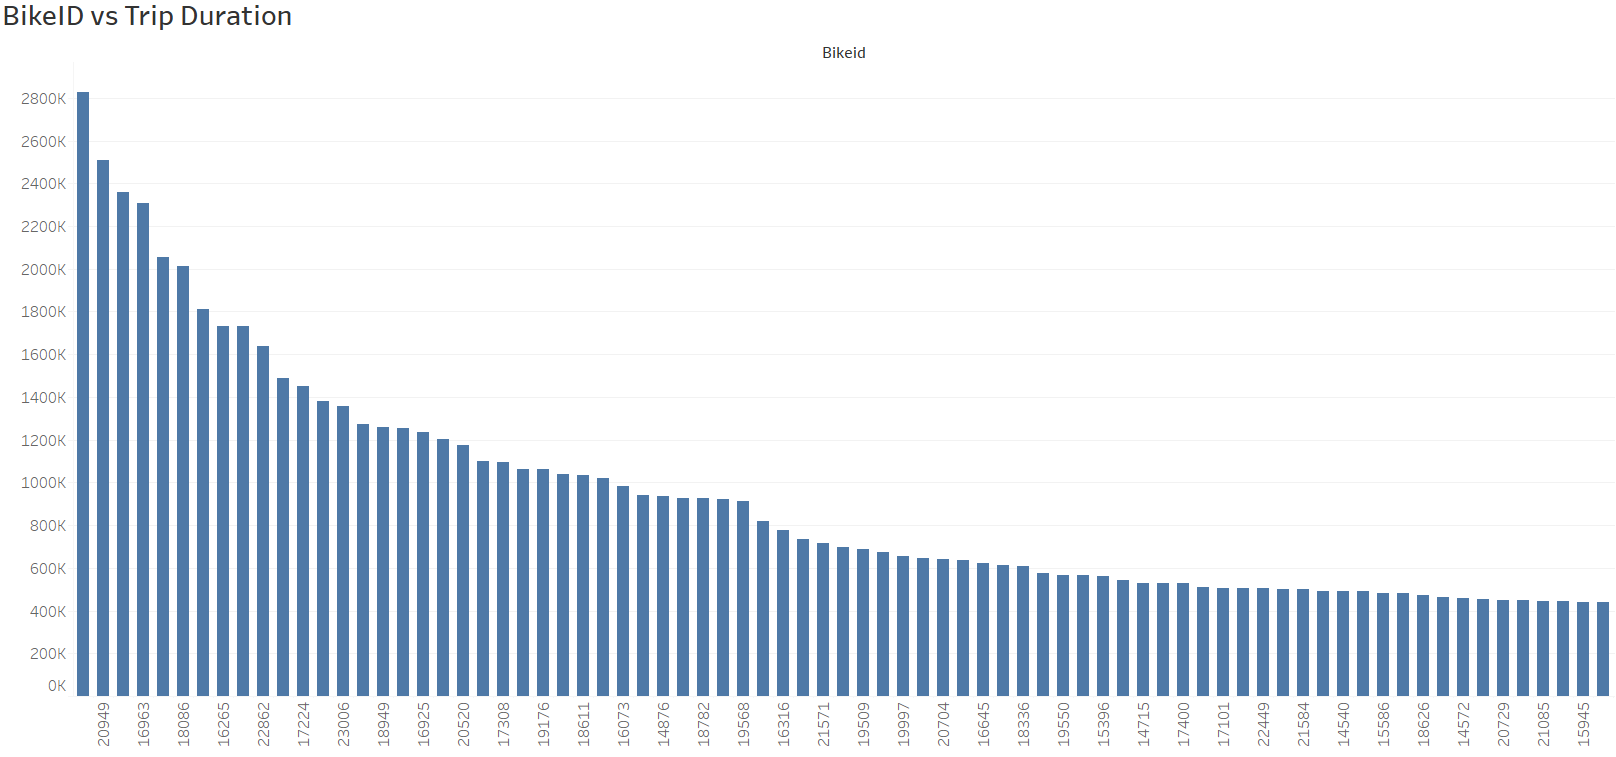 BikeID vs Trip Duration
Bikeid
2800K
2600K
2400K
2200K
2000K
1800K
1600K
1400K
1200K
1000K
800K
600K
400K
200K
0K
20949
16963
18086
16265
22862
17224
23006
18949
16925
20520
17308
19176
18611
16073
14876
18782
19568
16316
21571
19509
19997
20704
16645
18336
19550
15396
14715
17400
17101
22449
21584
14540
15586
18626
14572
20729
21085
15945